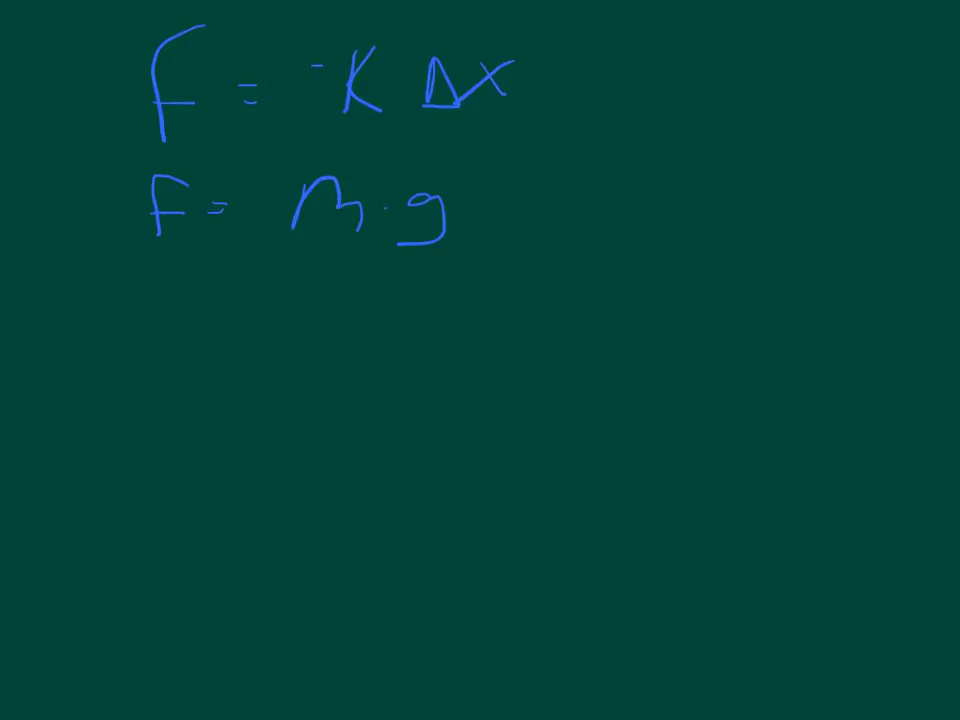 F = -K Δx
F = m·g